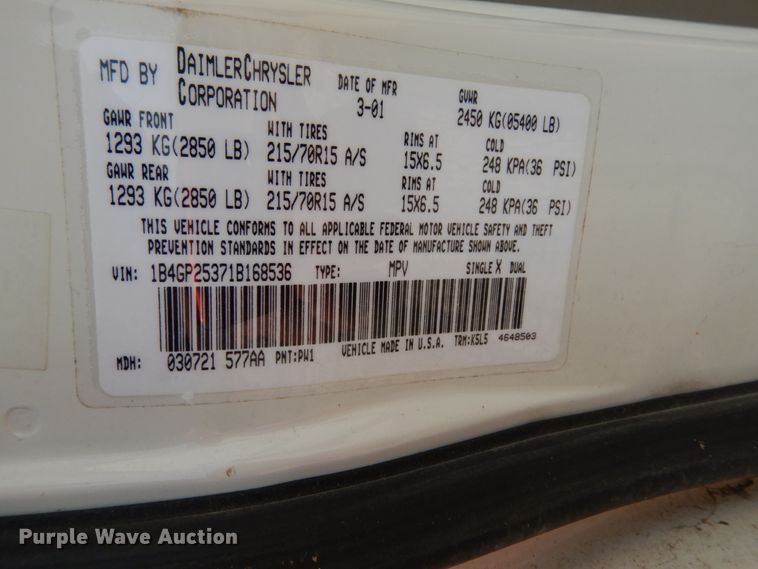 MFD BY DAIMLERCHRYSLER CORPORATION
DATE OF MFR 3-01
GVWR 2450 KG(05400 LB)
GAWR FRONT WITH TIRES RIMS AT COLD
1293 KG(2850 LB) 215/70R15 A/S 15X6.5 248 KPA(36 PSI)
GAWR REAR WITH TIRES RIMS AT COLD
1293 KG(2850 LB) 215/70R15 A/S 15X6.5 248 KPA(36 PSI)
THIS VEHICLE CONFORMS TO ALL APPLICABLE FEDERAL MOTOR VEHICLE SAFETY AND THEFT
PREVENTION STANDARDS IN EFFECT ON THE DATE OF MANUFACTURE SHOWN ABOVE.
VIN: 1B4GP25371B168536 TYPE: MPV SINGLE X DUAL
MDH: 030721 577AA PNT:PW1 VEHICLE MADE IN U.S.A. TRM:K5L5 4648503
Purple Wave Auction